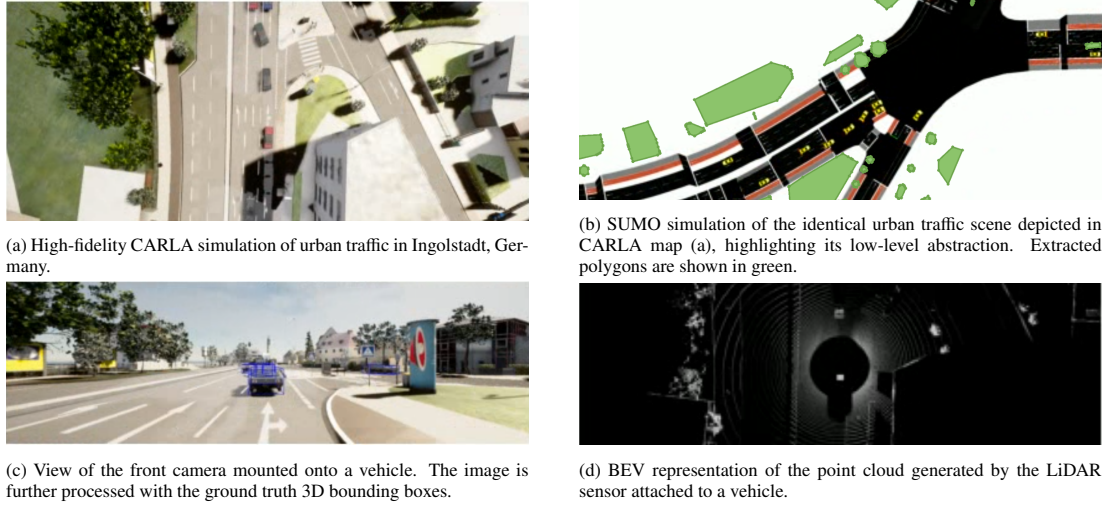 (a) High-fidelity CARLA simulation of urban traffic in Ingolstadt, Ger-
many.
(b) SUMO simulation of the identical urban traffic scene depicted in
CARLA map (a), highlighting its low-level abstraction. Extracted
polygons are shown in green.
(c) View of the front camera mounted onto a vehicle. The image is
further processed with the ground truth 3D bounding boxes.
(d) BEV representation of the point cloud generated by the LiDAR
sensor attached to a vehicle.